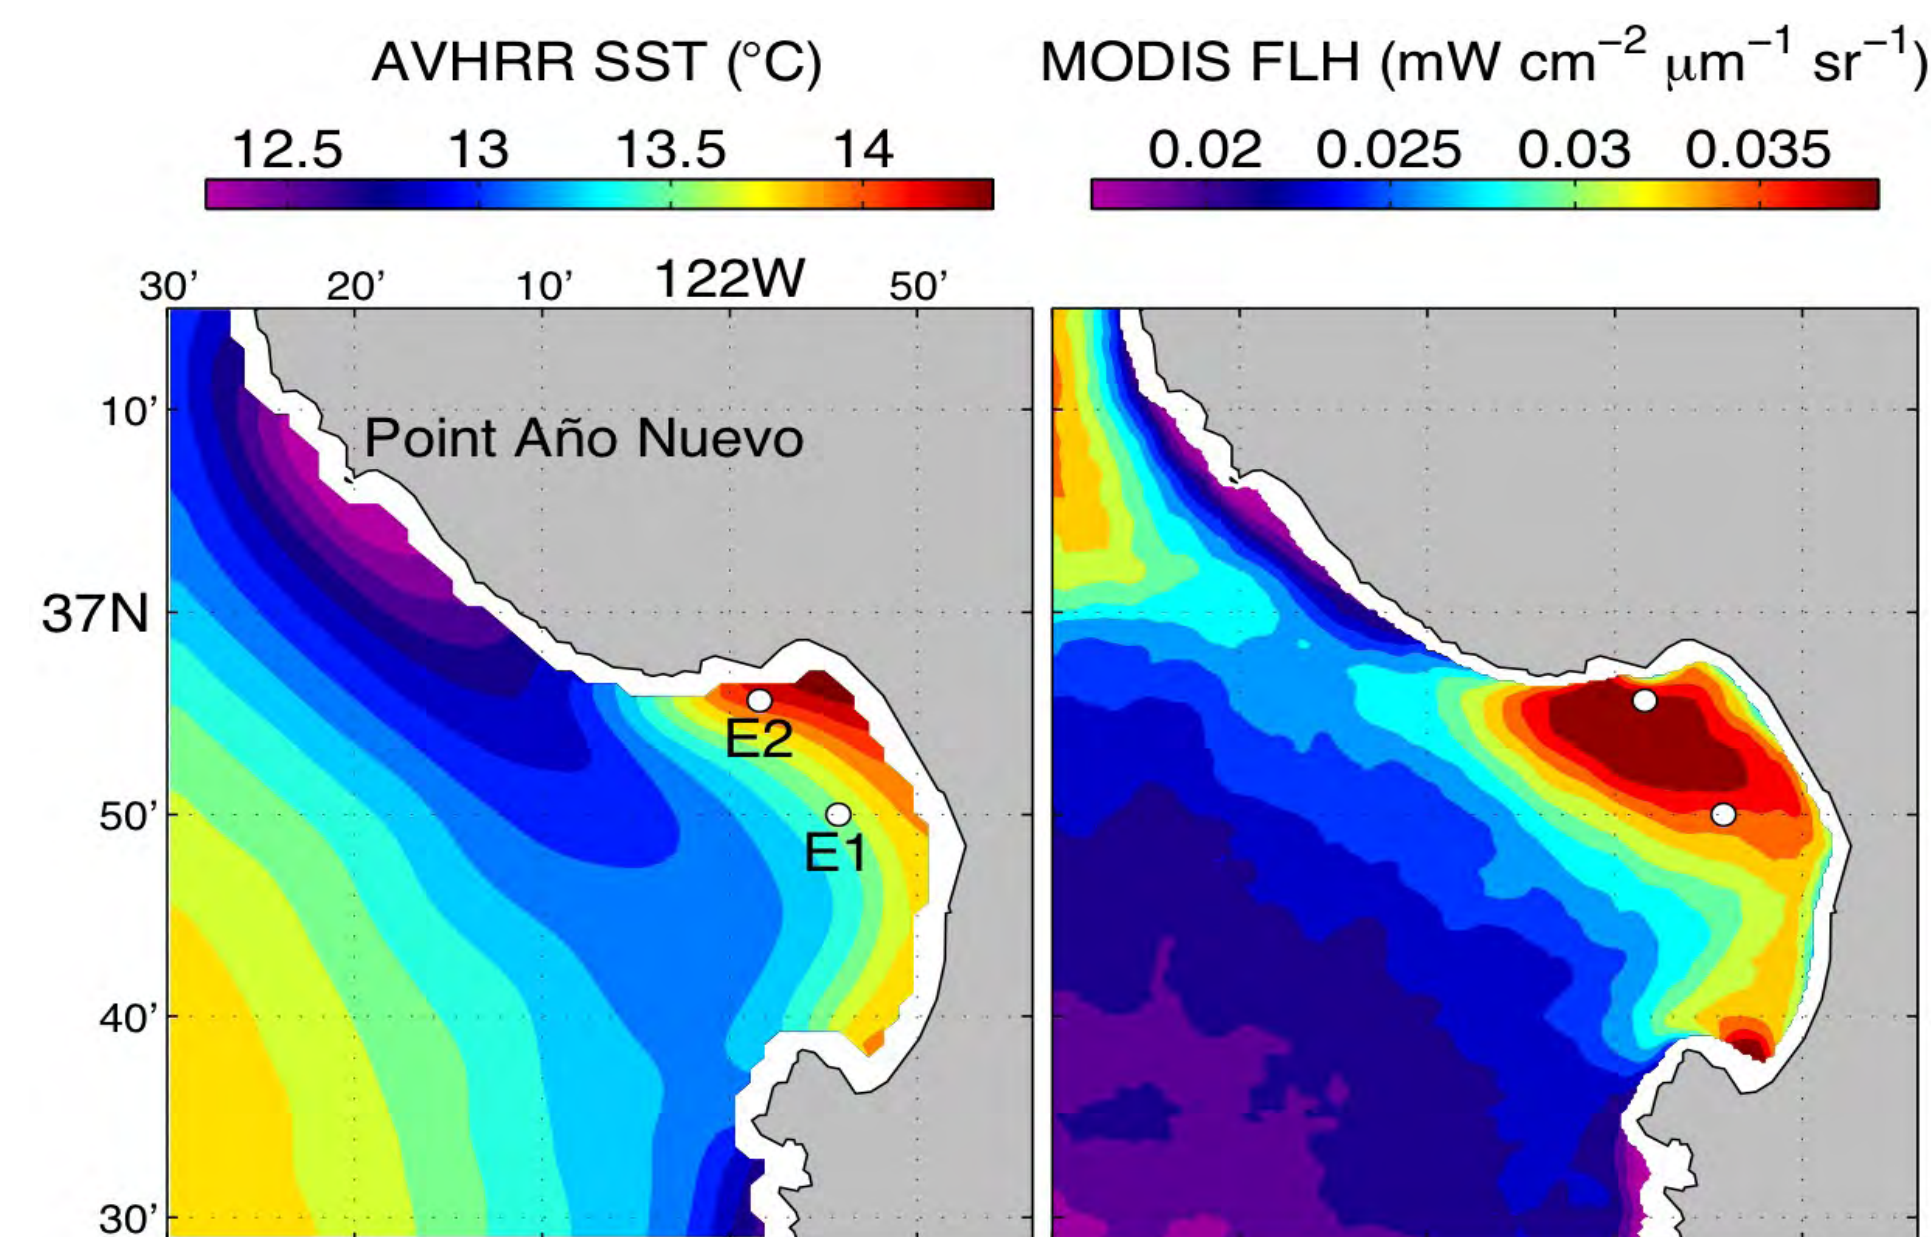 AVHRR SST (°C)
MODIS FLH (mW cm⁻² μm⁻¹ sr⁻¹)
12.5 13 13.5 14
0.02 0.025 0.03 0.035
30' 20' 10' 122W 50'
10'
Point Año Nuevo
37N
E2
50'
E1
40'
30'